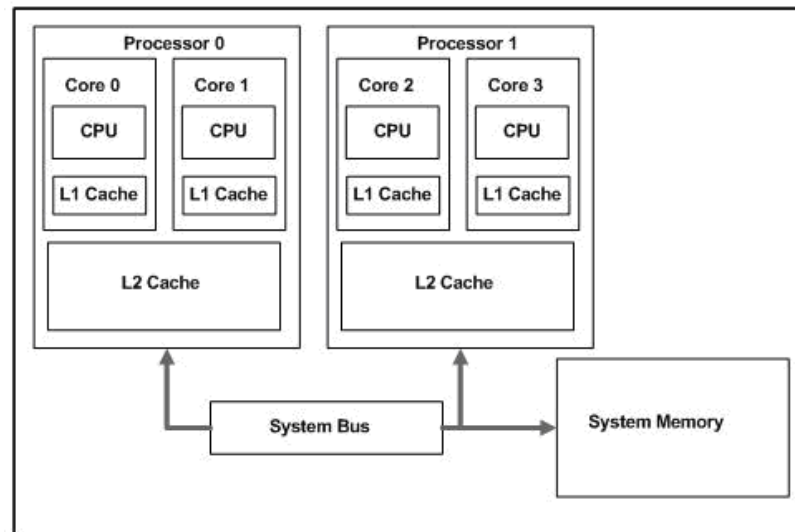 Processor 0
Processor 1
Core 0
Core 1
Core 2
Core 3
CPU
CPU
CPU
CPU
L1 Cache
L1 Cache
L1 Cache
L1 Cache
L2 Cache
L2 Cache
System Bus
System Memory